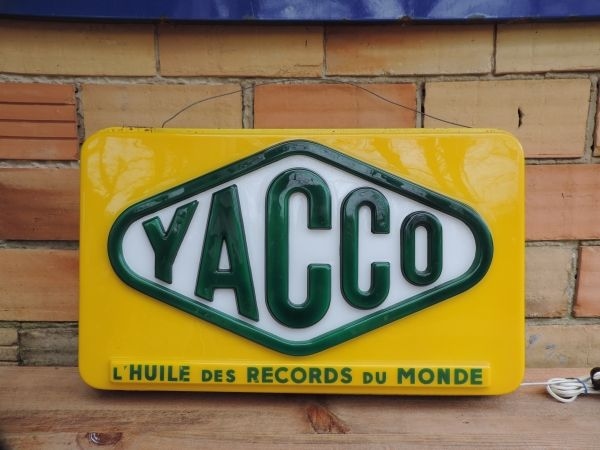 YACCO
L'HUILE DES RECORDS DU MONDE